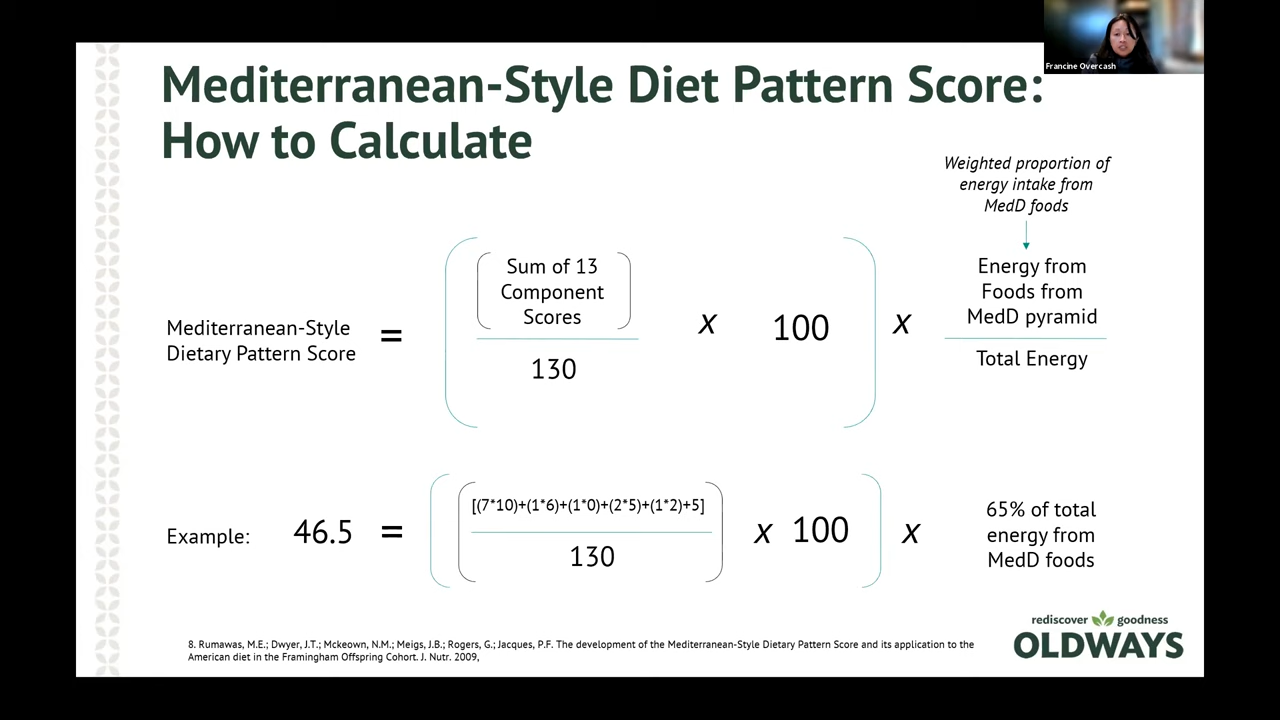 Francine Overcash
Mediterranean-Style Diet Pattern Score:
How to Calculate
Weighted proportion of
energy intake from
MedD foods
Mediterranean-Style
Dietary Pattern Score
=
Sum of 13
Component
Scores
130
x
100
x
Energy from
Foods from
MedD pyramid
Total Energy
Example:
46.5
=
[(7*10)+(1*6)+(1*0)+(2*5)+(1*2)+5]
130
x
100
x
65% of total
energy from
MedD foods
8. Rumawas, M.E.; Dwyer, J.T.; Mckeown, N.M.; Meigs, J.B.; Rogers, G.; Jacques, P.F. The development of the Mediterranean-Style Dietary Pattern Score and its application to the
American diet in the Framingham Offspring Cohort. J. Nutr. 2009,
rediscover goodness
OLDWAYS